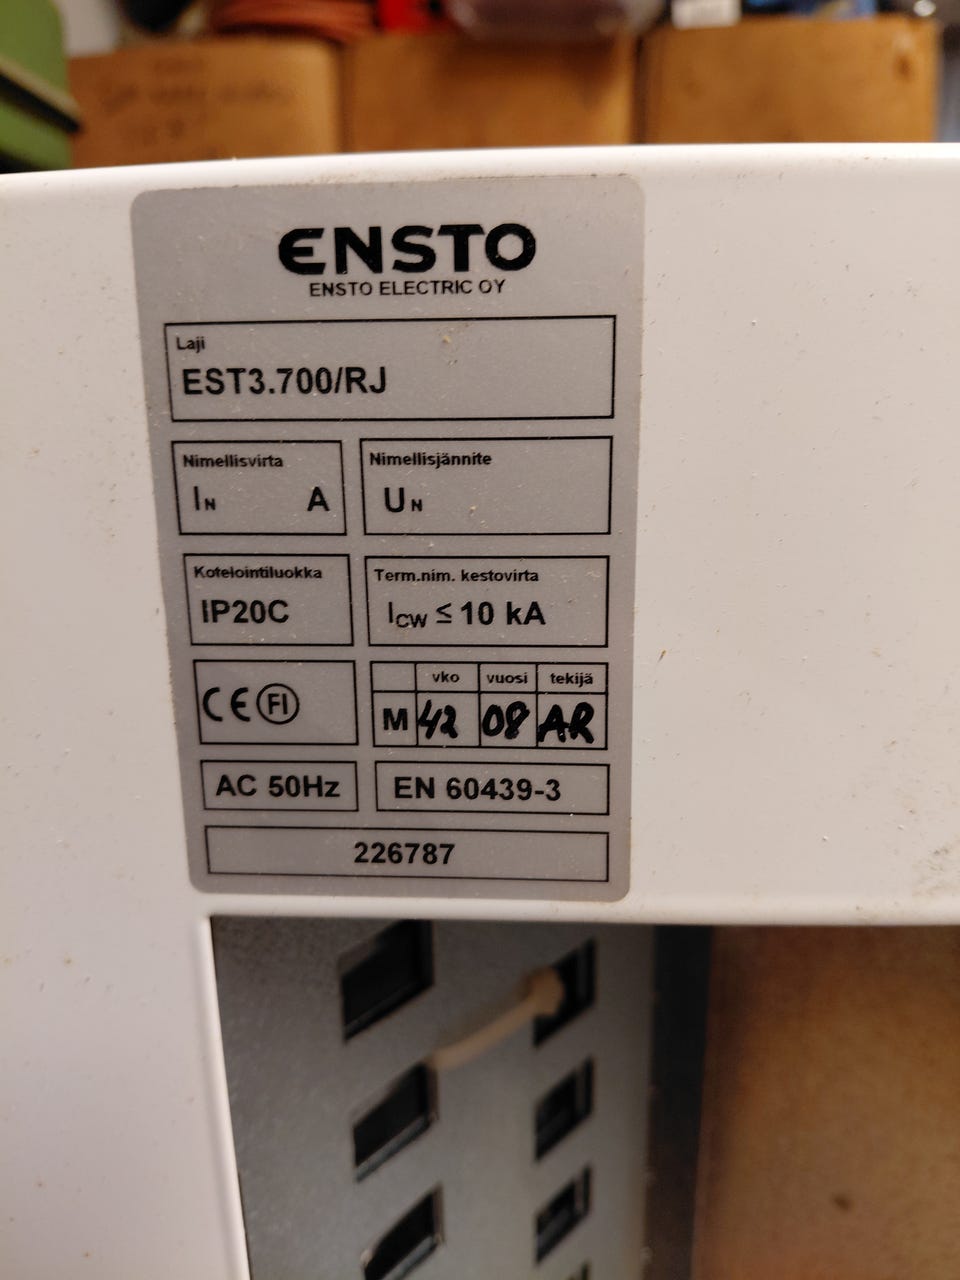 ENSTO
ENSTO ELECTRIC OY
Laji
EST3.700/RJ
Nimellisvirta
IN A
Nimellisjännite
UN
Kotelointiluokka
IP20C
Term.nim. kestovirta
ICW ≤ 10 kA
CE FI
vko vuosi tekijä
M 42 08 AR
AC 50Hz
EN 60439-3
226787